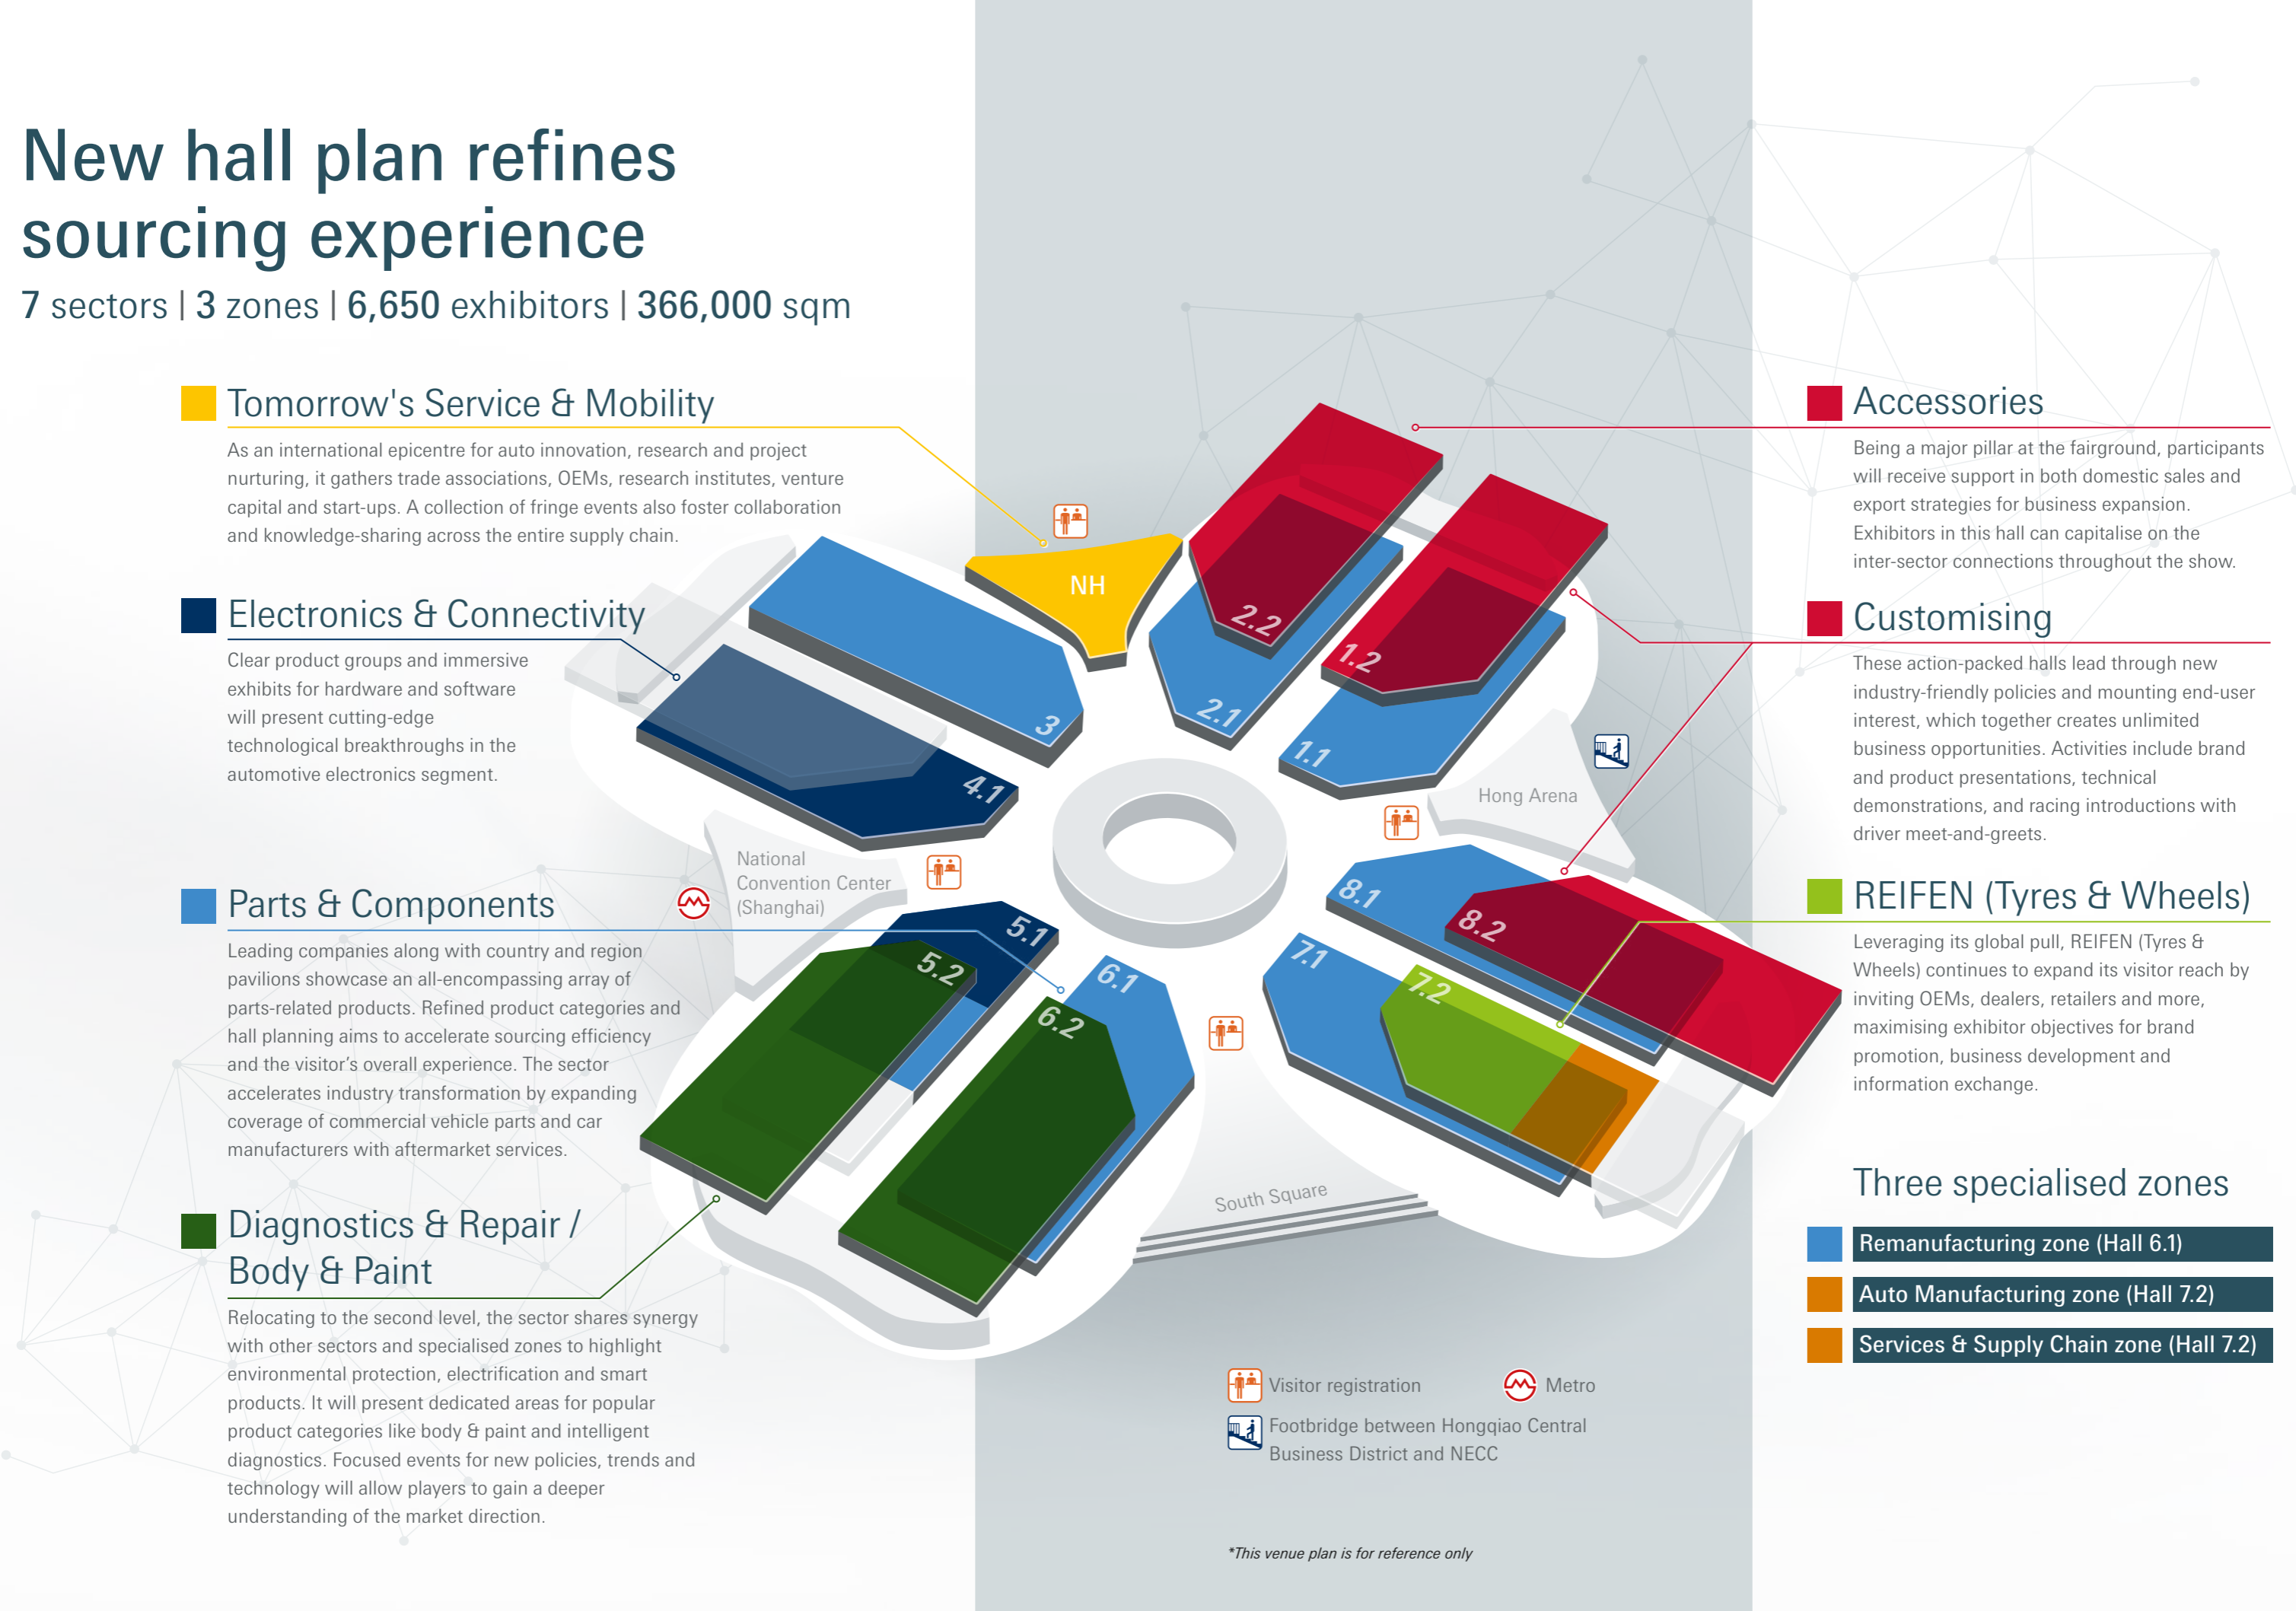 New hall plan refines
sourcing experience
7 sectors | 3 zones | 6,650 exhibitors | 366,000 sqm
Tomorrow's Service & Mobility
As an international epicentre for auto innovation, research and project
nurturing, it gathers trade associations, OEMs, research institutes, venture
capital and start-ups. A collection of fringe events also foster collaboration
and knowledge-sharing across the entire supply chain.
Electronics & Connectivity
Clear product groups and immersive
exhibits for hardware and software
will present cutting-edge
technological breakthroughs in the
automotive electronics segment.
Parts & Components
Leading companies along with country and region
pavilions showcase an all-encompassing array of
parts-related products. Refined product categories and
hall planning aims to accelerate sourcing efficiency
and the visitor’s overall experience. The sector
accelerates industry transformation by expanding
coverage of commercial vehicle parts and car
manufacturers with aftermarket services.
Diagnostics & Repair /
Body & Paint
Relocating to the second level, the sector shares synergy
with other sectors and specialised zones to highlight
environmental protection, electrification and smart
products. It will present dedicated areas for popular
product categories like body & paint and intelligent
diagnostics. Focused events for new policies, trends and
technology will allow players to gain a deeper
understanding of the market direction.
NH
2.2
1.2
3
2.1
1.1
4.1
Hong Arena
National
Convention Center
(Shanghai)
8.1
8.2
5.1
5.2
6.1
6.2
7.1
7.2
South Square
Visitor registration
Metro
Footbridge between Hongqiao Central
Business District and NECC
*This venue plan is for reference only
Accessories
Being a major pillar at the fairground, participants
will receive support in both domestic sales and
export strategies for business expansion.
Exhibitors in this hall can capitalise on the
inter-sector connections throughout the show.
Customising
These action-packed halls lead through new
industry-friendly policies and mounting end-user
interest, which together creates unlimited
business opportunities. Activities include brand
and product presentations, technical
demonstrations, and racing introductions with
driver meet-and-greets.
REIFEN (Tyres & Wheels)
Leveraging its global pull, REIFEN (Tyres &
Wheels) continues to expand its visitor reach by
inviting OEMs, dealers, retailers and more,
maximising exhibitor objectives for brand
promotion, business development and
information exchange.
Three specialised zones
Remanufacturing zone (Hall 6.1)
Auto Manufacturing zone (Hall 7.2)
Services & Supply Chain zone (Hall 7.2)